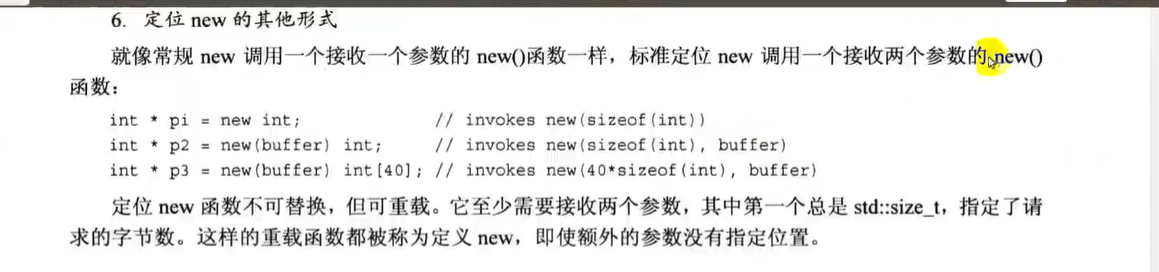 6. 定位 new 的其他形式
就像常规 new 调用一个接收一个参数的 new()函数一样，标准定位 new 调用一个接收两个参数的 new()
函数：
int * pi = new int; // invokes new(sizeof(int))
int * p2 = new(buffer) int; // invokes new(sizeof(int), buffer)
int * p3 = new(buffer) int[40]; // invokes new(40*sizeof(int), buffer)
定位 new 函数不可替换，但可重载。它至少需要接收两个参数，其中第一个总是 std::size_t，指定了请
求的字节数。这样的重载函数都被称为定义 new，即使额外的参数没有指定位置。